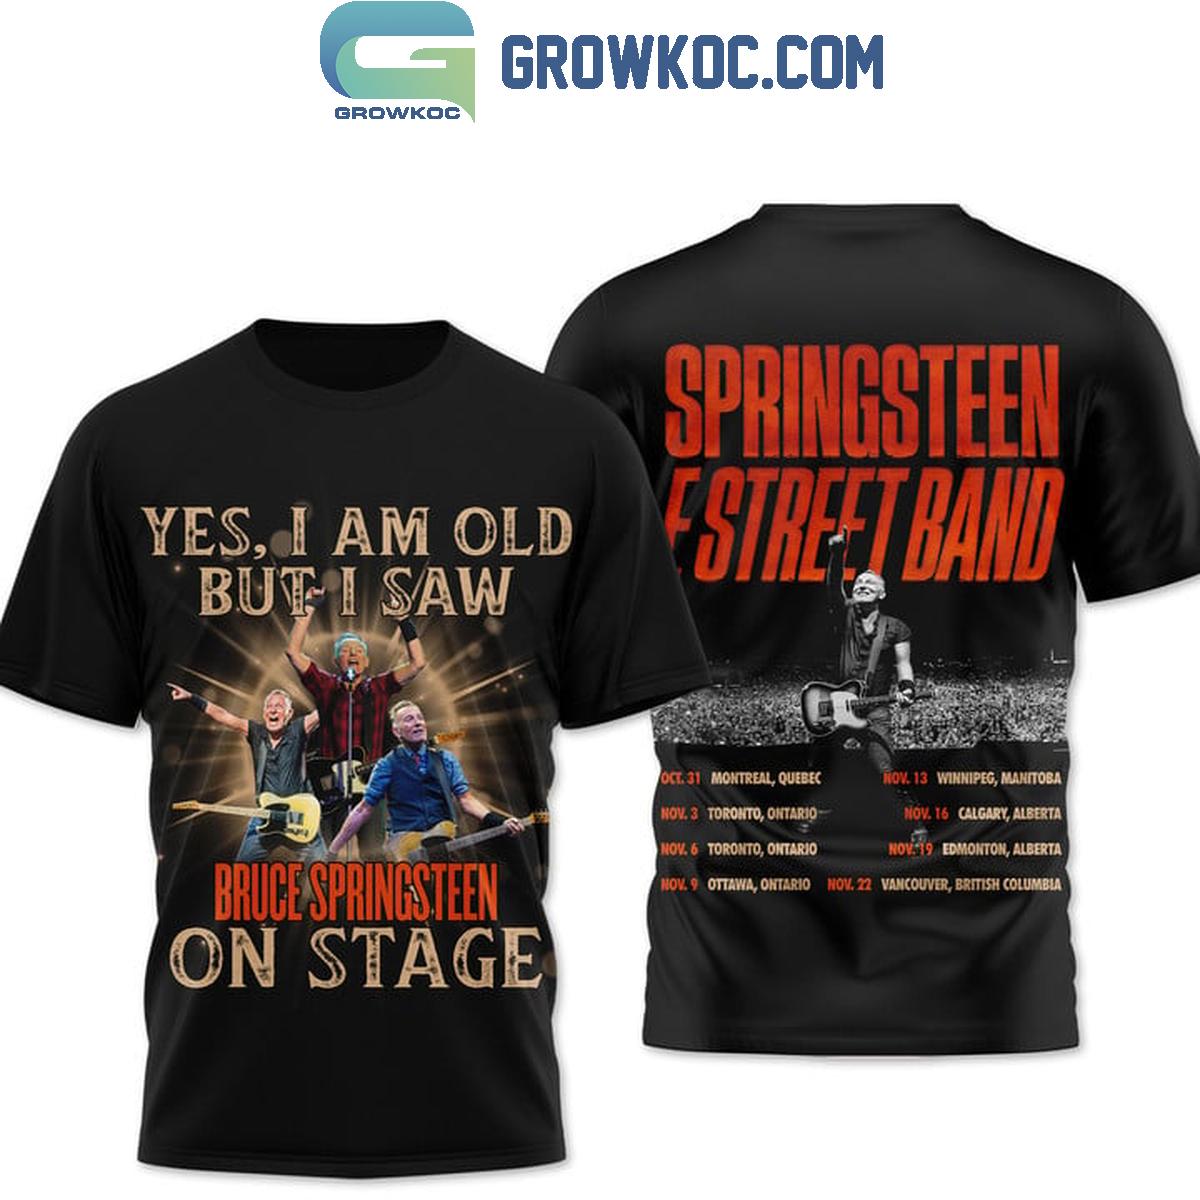 GROWKOC
GROWKOC.COM
YES, I AM OLD
BUT I SAW
BRUCE SPRINGSTEEN
ON STAGE
SPRINGSTEEN
E STREET BAND
OCT. 31 MONTREAL, QUEBEC NOV. 13 WINNIPEG, MANITOBA
NOV. 3 TORONTO, ONTARIO NOV. 16 CALGARY, ALBERTA
NOV. 6 TORONTO, ONTARIO NOV. 19 EDMONTON, ALBERTA
NOV. 9 OTTAWA, ONTARIO NOV. 22 VANCOUVER, BRITISH COLUMBIA